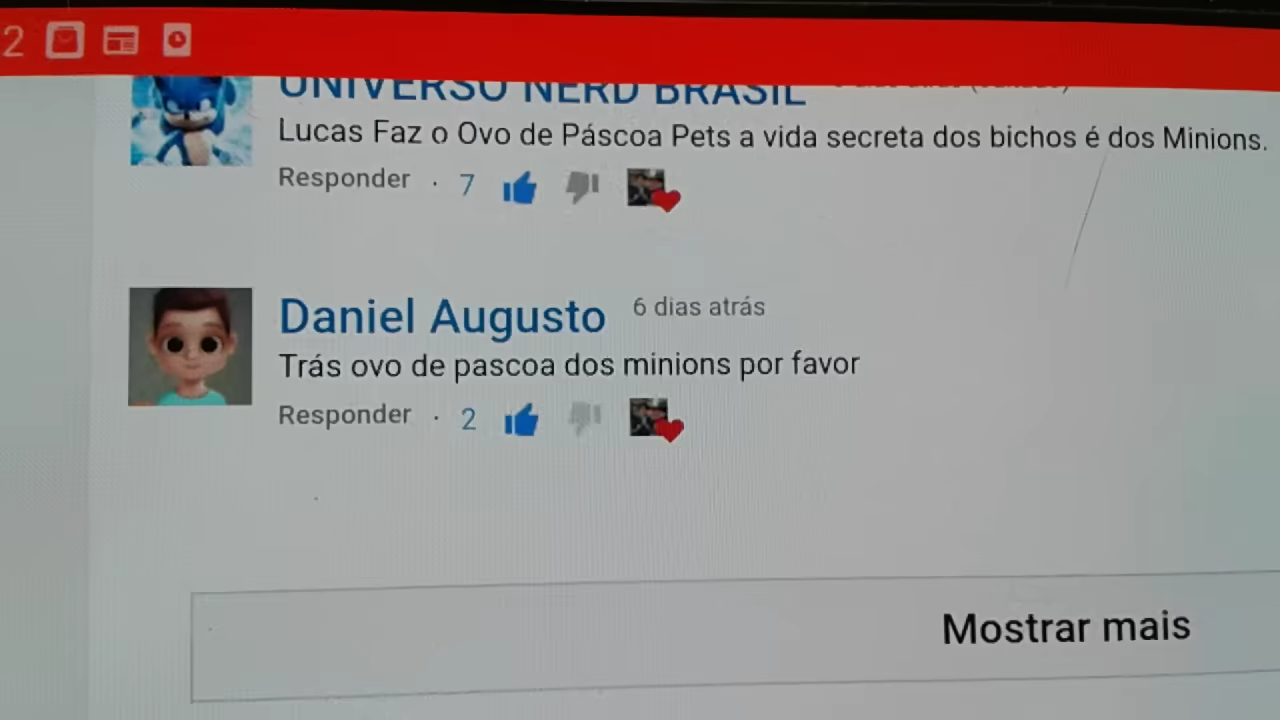 2
UNIVERSO NERD BRASIL
Lucas Faz o Ovo de Páscoa Pets a vida secreta dos bichos é dos Minions.
Responder · 7
Daniel Augusto 6 dias atrás
Trás ovo de pascoa dos minions por favor
Responder · 2
Mostrar mais